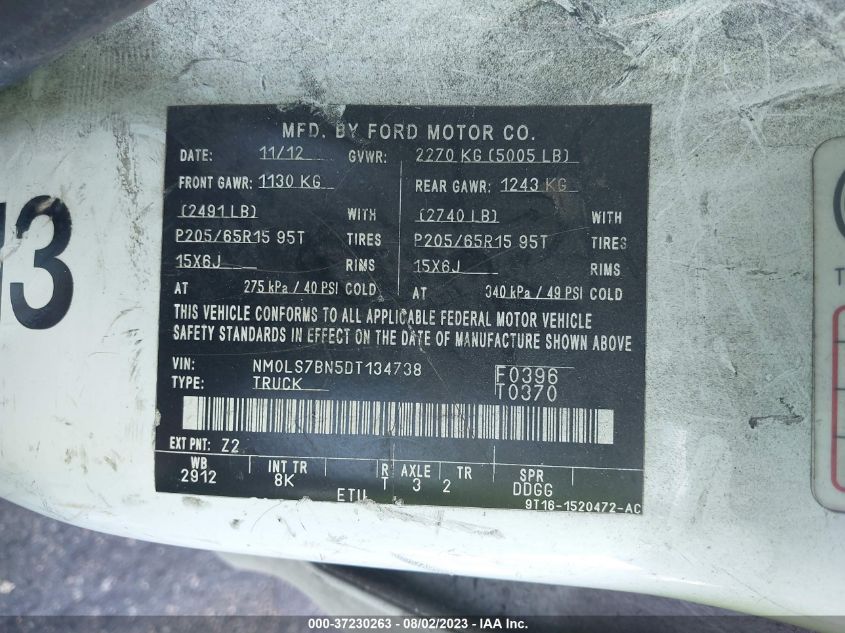 MFD. BY FORD MOTOR CO.
DATE: 11/12 GVWR: 2270 KG (5005 LB)
FRONT GAWR: 1130 KG REAR GAWR: 1243 KG
(2491 LB) WITH (2740 LB) WITH
P205/65R15 95T TIRES P205/65R15 95T TIRES
15X6J RIMS 15X6J RIMS
AT 275 kPa / 40 PSI COLD AT 340 kPa / 49 PSI COLD
THIS VEHICLE CONFORMS TO ALL APPLICABLE FEDERAL MOTOR VEHICLE
SAFETY STANDARDS IN EFFECT ON THE DATE OF MANUFACTURE SHOWN ABOVE
VIN: NM0LS7BN5DT134738 F0396
TYPE: TRUCK T0370
EXT PNT: Z2
WB INT TR R AXLE TR SPR
2912 8K T 3 2 DDGG
9T16-1520472-AC
13
000-37230263 - 08/02/2023 - IAA, Inc.